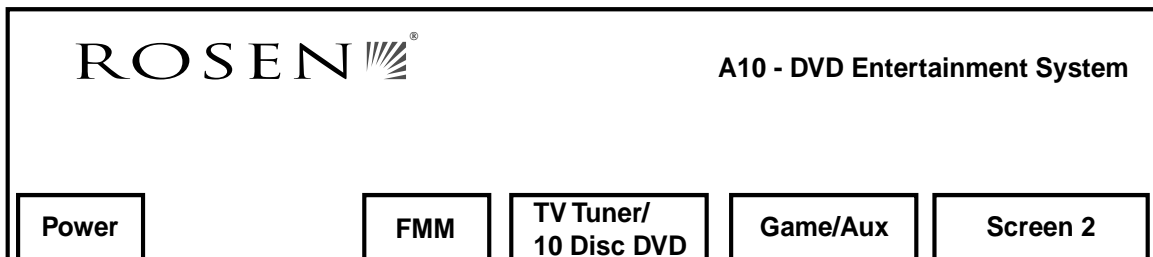 ROSEN®
A10 - DVD Entertainment System
Power
FMM
TV Tuner/
10 Disc DVD
Game/Aux
Screen 2